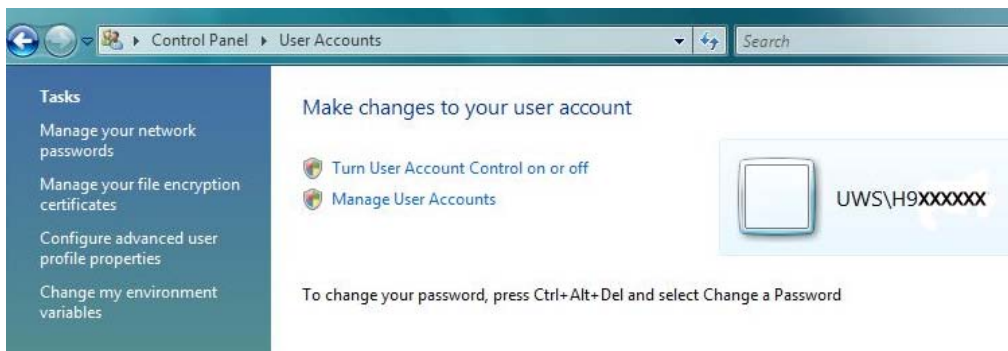 Control Panel ▸ User Accounts
Search
Tasks
Manage your network
passwords
Manage your file encryption
certificates
Configure advanced user
profile properties
Change my environment
variables
Make changes to your user account
Turn User Account Control on or off
Manage User Accounts
UWS\H9XXXXXX
To change your password, press Ctrl+Alt+Del and select Change a Password